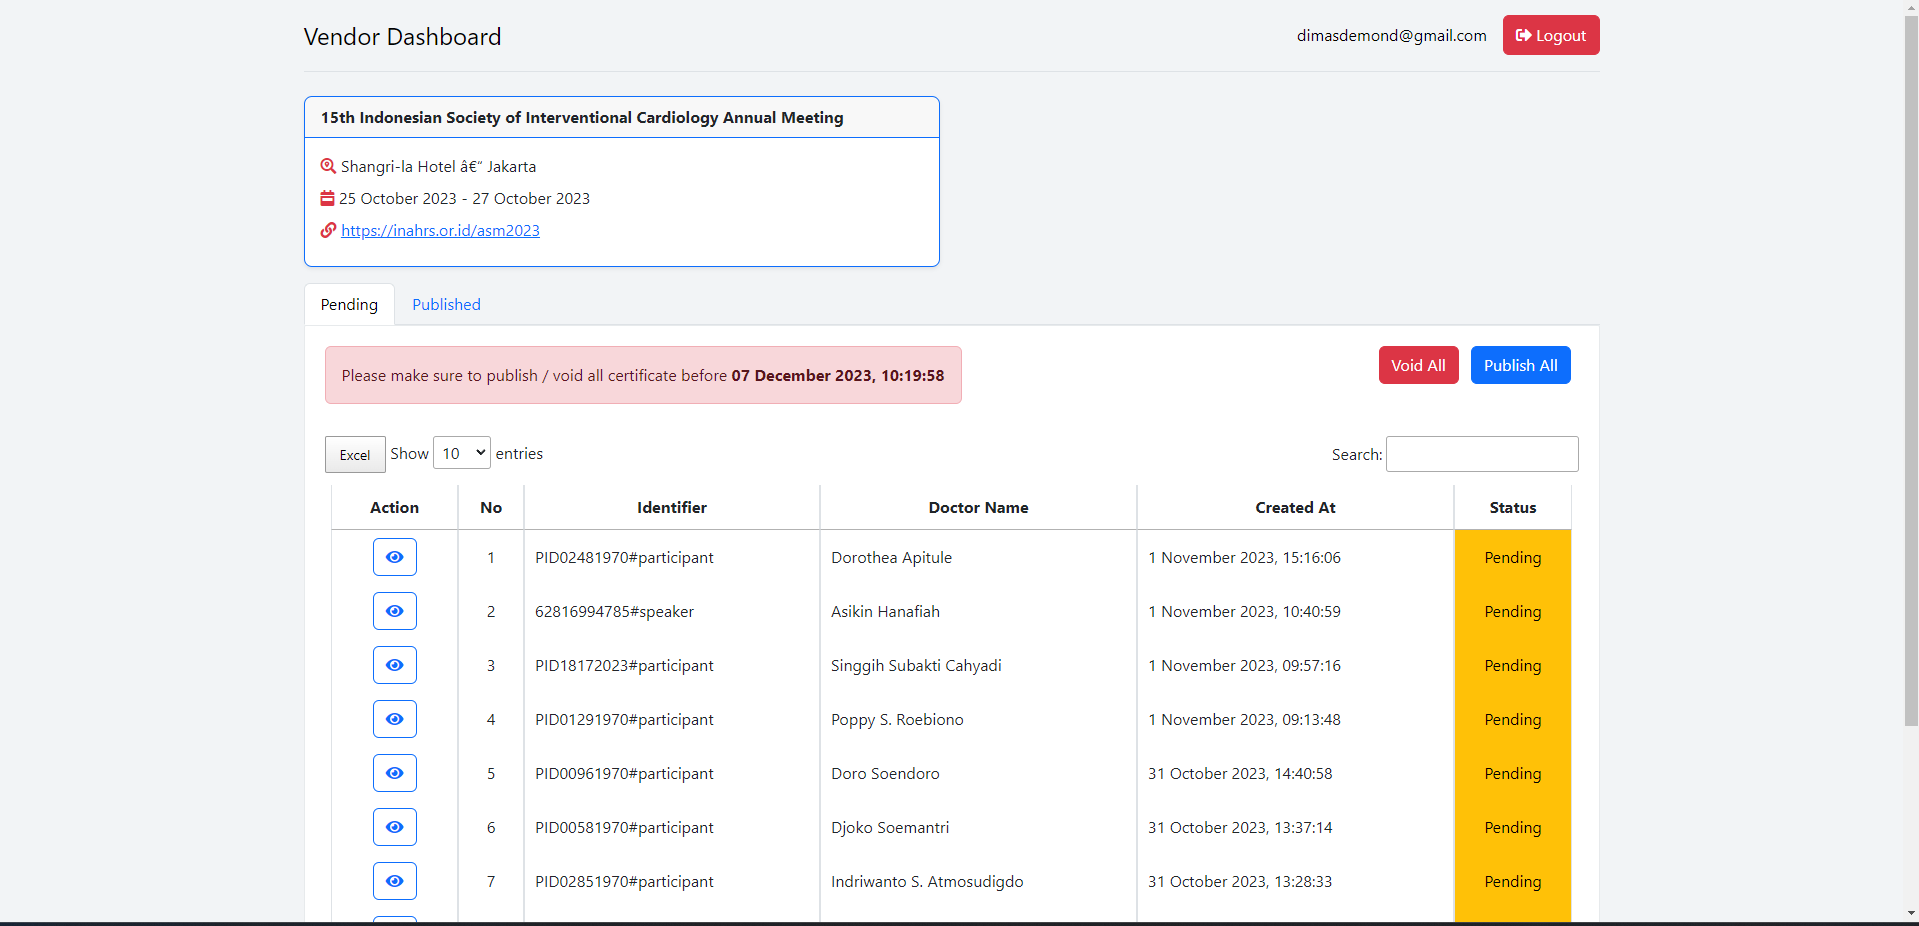 Vendor Dashboard
dimasdemond@gmail.com
Logout
15th Indonesian Society of Interventional Cardiology Annual Meeting
Shangri-la Hotel â€“ Jakarta
25 October 2023 - 27 October 2023
https://inahrs.or.id/asm2023
Pending Published
Please make sure to publish / void all certificate before 07 December 2023, 10:19:58
Void All Publish All
Excel Show 10 entries Search:
Action No Identifier Doctor Name Created At Status
1 PID02481970#participant Dorothea Apitule 1 November 2023, 15:16:06 Pending
2 62816994785#speaker Asikin Hanafiah 1 November 2023, 10:40:59 Pending
3 PID18172023#participant Singgih Subakti Cahyadi 1 November 2023, 09:57:16 Pending
4 PID01291970#participant Poppy S. Roebiono 1 November 2023, 09:13:48 Pending
5 PID00961970#participant Doro Soendoro 31 October 2023, 14:40:58 Pending
6 PID00581970#participant Djoko Soemantri 31 October 2023, 13:37:14 Pending
7 PID02851970#participant Indriwanto S. Atmosudigdo 31 October 2023, 13:28:33 Pending